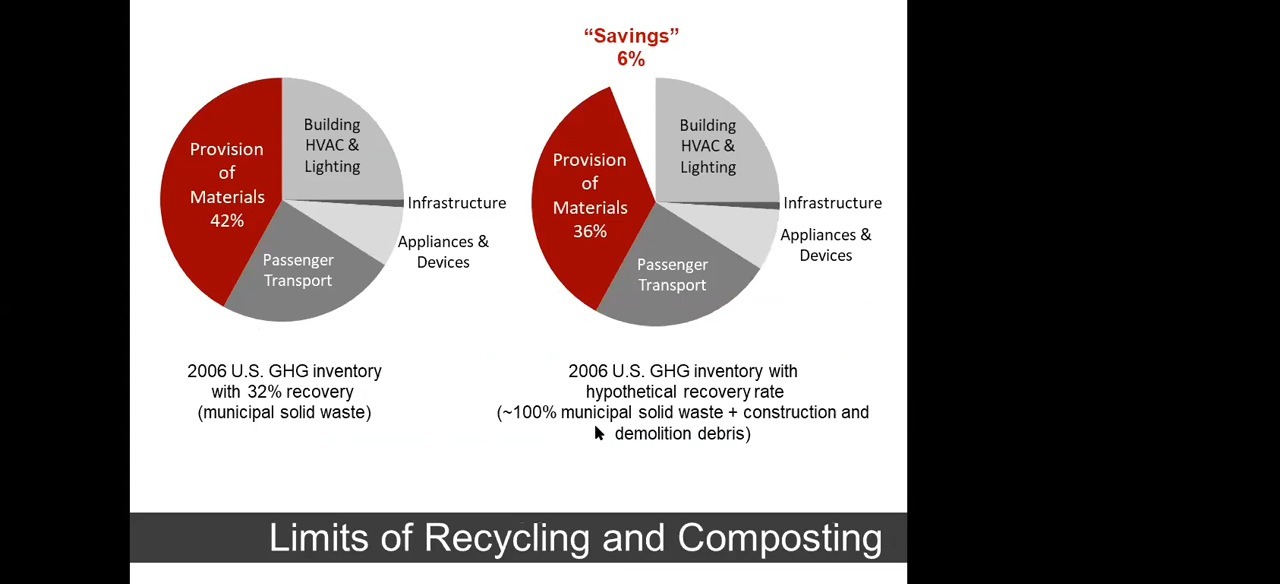 “Savings”
6%
Provision
of
Materials
42%
Building
HVAC &
Lighting
Infrastructure
Appliances &
Devices
Passenger
Transport
2006 U.S. GHG inventory
with 32% recovery
(municipal solid waste)
Provision
of
Materials
36%
Building
HVAC &
Lighting
Infrastructure
Appliances &
Devices
Passenger
Transport
2006 U.S. GHG inventory with
hypothetical recovery rate
(~100% municipal solid waste + construction and
demolition debris)
Limits of Recycling and Composting